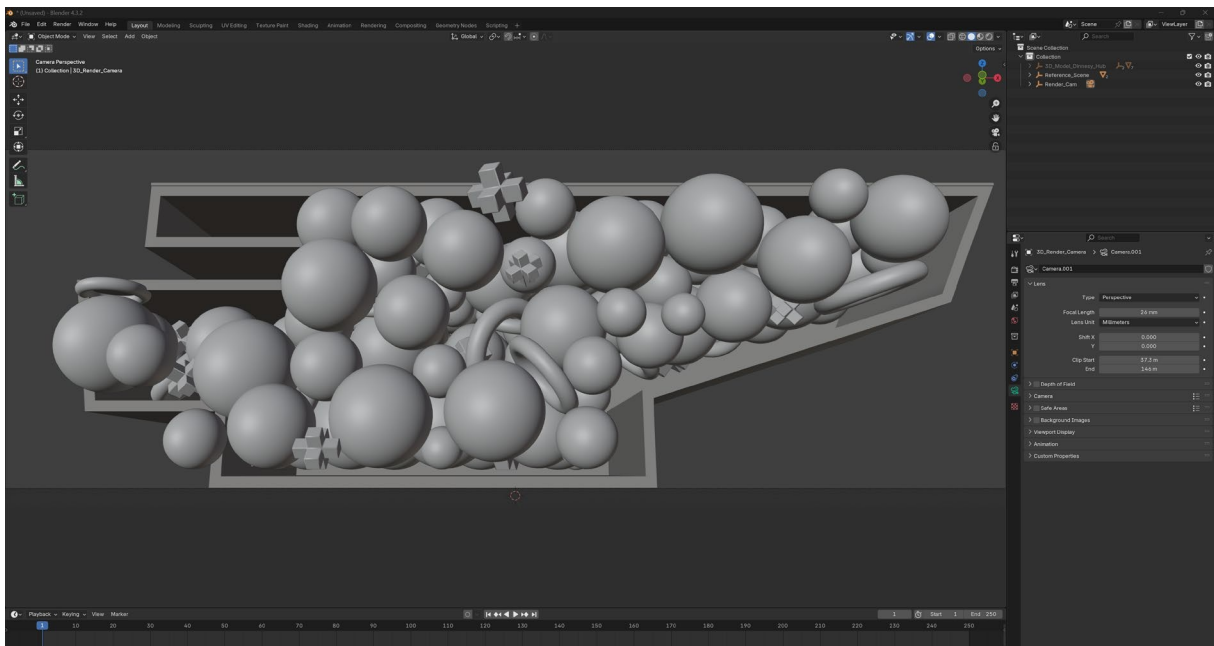 * (Unsaved) - Blender 4.3.2
File Edit Render Window Help Layout Modeling Sculpting UV Editing Texture Paint Shading Animation Rendering Compositing Geometry Nodes Scripting + Scene ViewLayer
Object Mode View Select Add Object Global Search
Options
Camera Perspective
(1) Collection | 3D_Render_Camera
Scene Collection
Collection
Reference_Scene
Render_Cam
Search
3D_Render_Camera > Camera.001
Camera.001
Lens
Type Perspective
Focal Length 26 mm
Lens Unit Millimeters
Shift X 0.000
Y 0.000
Clip Start 37.3 m
End 146 m
Depth of Field
Camera
Safe Areas
Background Images
Viewport Display
Animation
Custom Properties
Playback Keying View Marker 1 Start 1 End 250
1 10 20 30 40 50 60 70 80 90 100 110 120 130 140 150 160 170 180 190 200 210 220 230 240 250